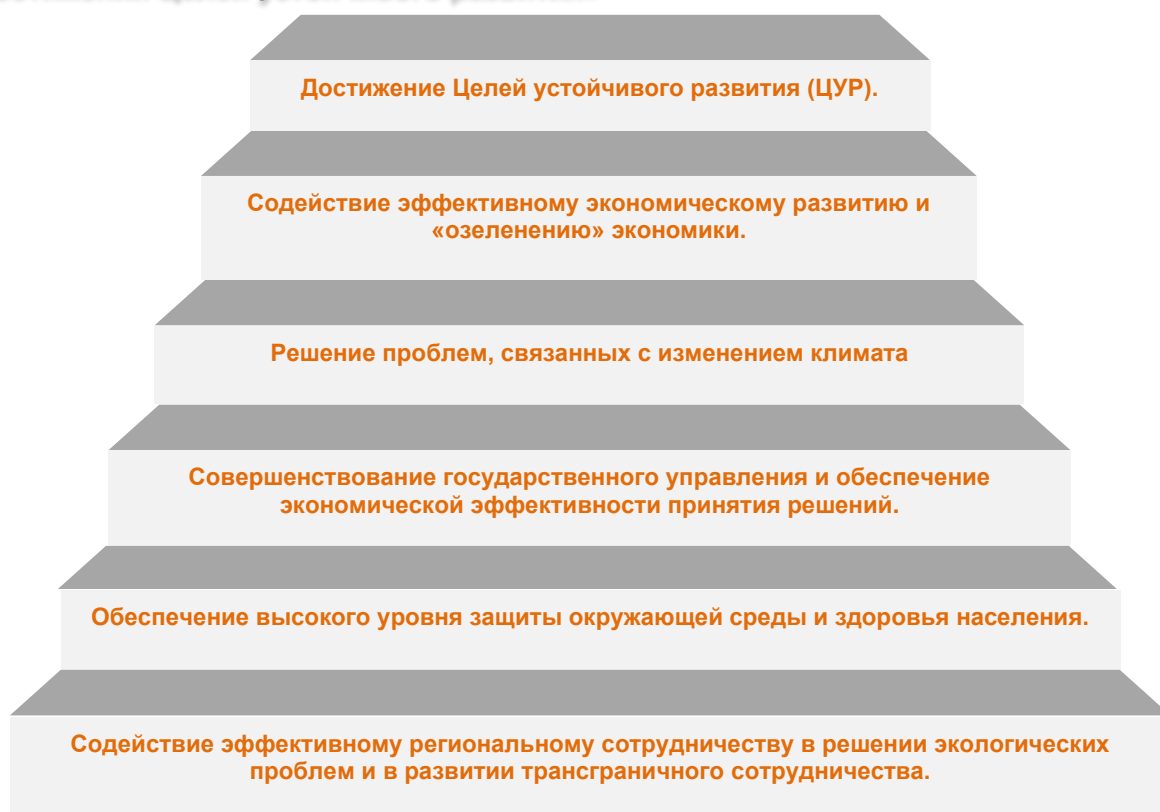 Достижение Целей устойчивого развития (ЦУР).
Содействие эффективному экономическому развитию и
«озеленению» экономики.
Решение проблем, связанных с изменением климата
Совершенствование государственного управления и обеспечение
экономической эффективности принятия решений.
Обеспечение высокого уровня защиты окружающей среды и здоровья населения.
Содействие эффективному региональному сотрудничеству в решении экологических
проблем и в развитии трансграничного сотрудничества.